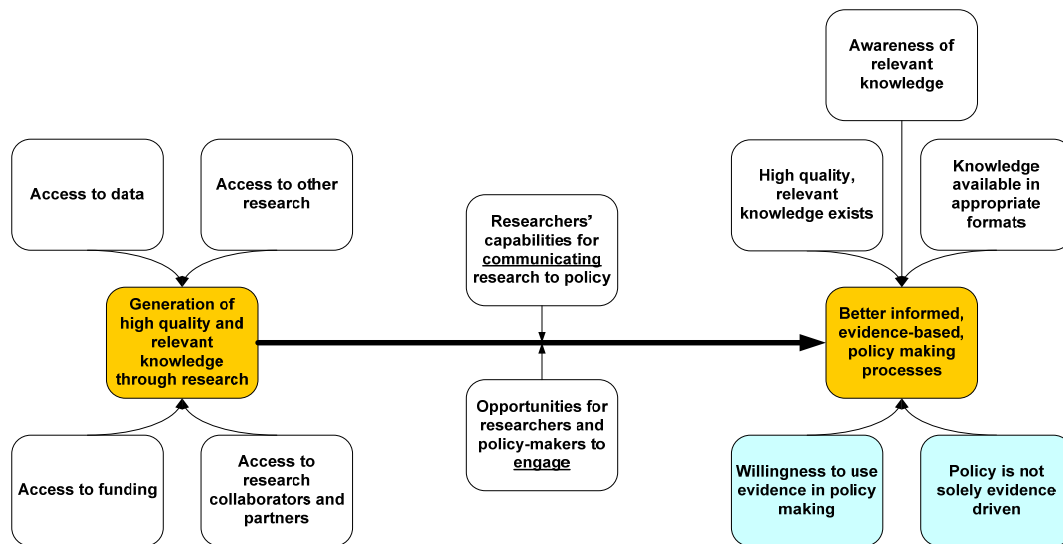 Awareness of
relevant
knowledge
Access to data
Access to other
research
High quality,
relevant
knowledge exists
Knowledge
available in
appropriate
formats
Researchers’
capabilities for
communicating
research to policy
Generation of
high quality and
relevant
knowledge
through research
Better informed,
evidence-based,
policy making
processes
Opportunities for
researchers and
policy-makers to
engage
Access to funding
Access to
research
collaborators and
partners
Willingness to use
evidence in policy
making
Policy is not
solely evidence
driven